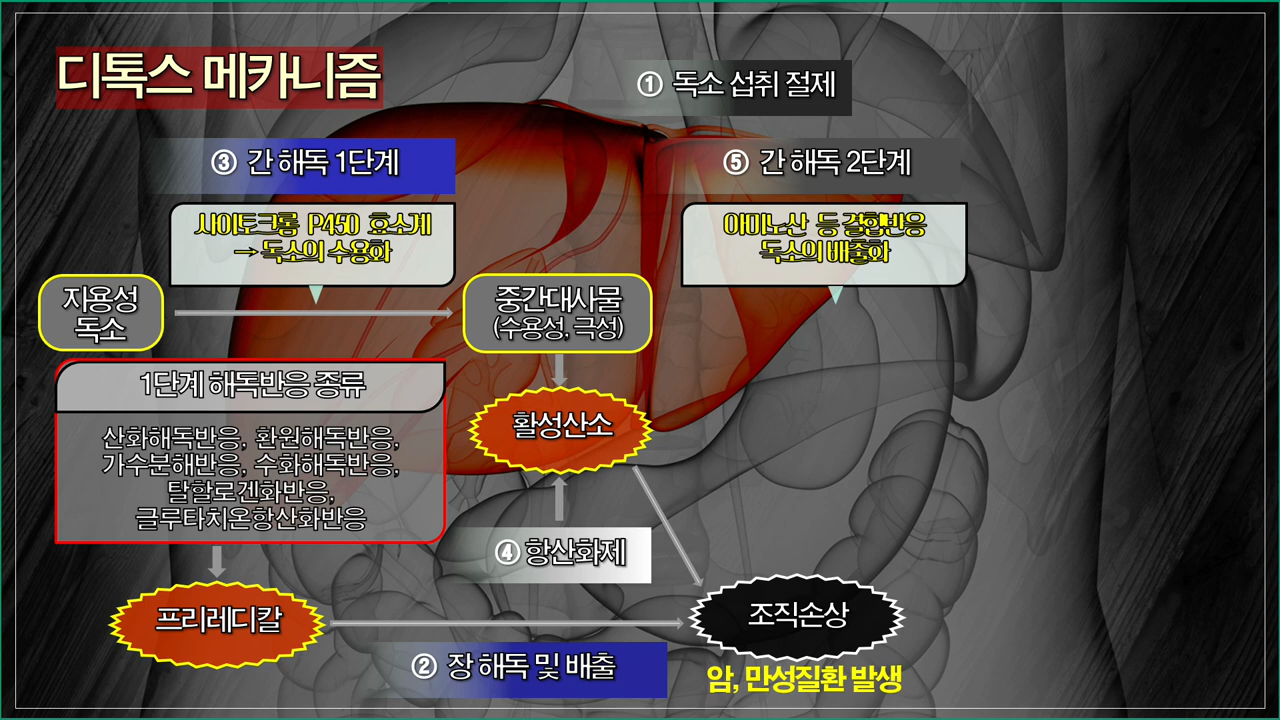 디톡스 메카니즘
① 독소 섭취 절제
③ 간 해독 1단계
⑤ 간 해독 2단계
사이토크롬 P450 효소계
→ 독소의 수용화
아미노산 등 결합반응
독소의 배출화
지용성
독소
중간대사물
(수용성, 극성)
1단계 해독반응 종류
산화해독반응, 환원해독반응,
가수분해반응, 수화해독반응,
탈할로겐화반응,
글루타치온항산화반응
활성산소
④ 항산화제
프리레디칼
조직손상
② 장 해독 및 배출
암, 만성질환 발생